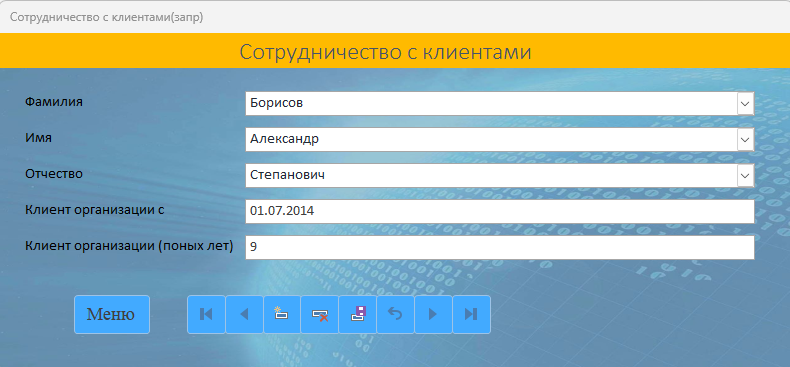 Сотрудничество с клиентами(запр)
Сотрудничество с клиентами
Фамилия Борисов
Имя Александр
Отчество Степанович
Клиент организации с 01.07.2014
Клиент организации (поных лет) 9
Меню